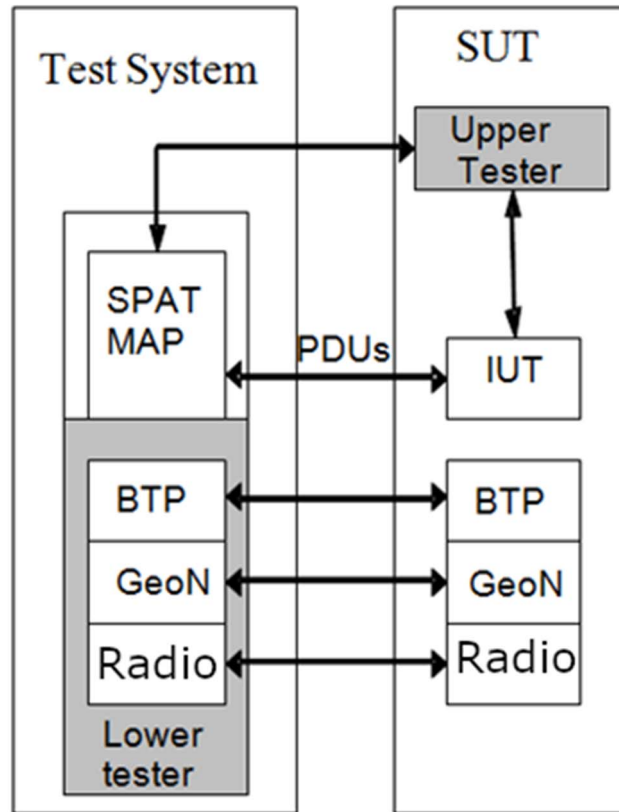 Test System
SPAT
MAP
PDUs
BTP
GeoN
Radio
Lower
tester
SUT
Upper
Tester
IUT
BTP
GeoN
Radio